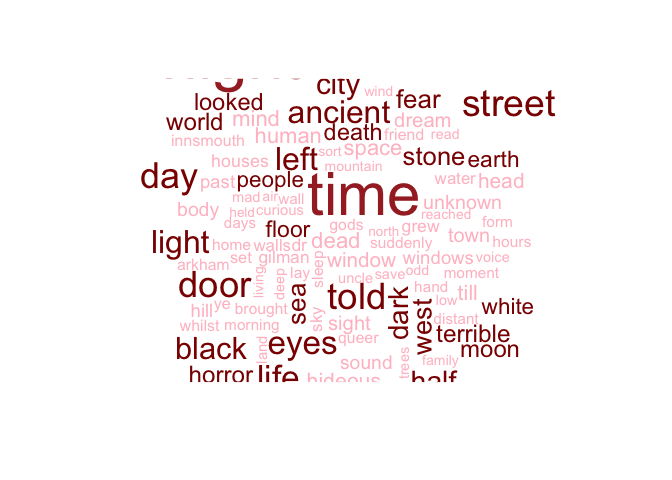 city wind
looked ancient fear street
world mind death dream
innsmouth human friend read
houses left sort space stone earth
mountain
day past people time water head
mad air wall unknown
body held curious reached
days gods grew form
light floor north town hours
home walls dr dead suddenly
arkham set gilman window windows voice
living deep lay sleep uncle save odd moment
door sea told dark hand till
hill ye brought sky low west white
whilst morning sight distant
black land eyes queer terrible
moon
sound trees family
horror life hideous half